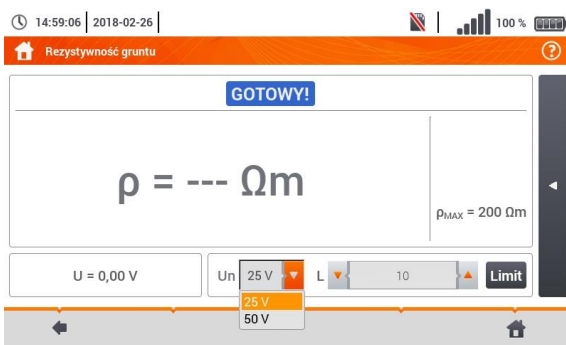 14:59:06 2018-02-26 100 %
Rezystywność gruntu ?
GOTOWY!
ρ = --- Ωm
ρMAX = 200 Ωm
U = 0,00 V Un 25 V L 10 Limit
25 V
50 V